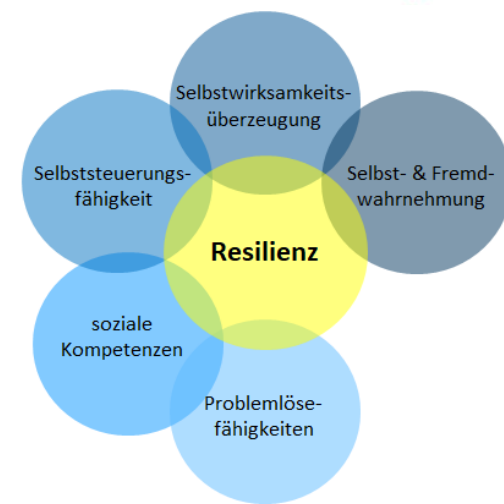 Selbstwirksamkeits-
überzeugung
Selbststeuerungs-
fähigkeit
Selbst- & Fremd-
wahrnehmung
Resilienz
soziale
Kompetenzen
Problemlöse-
fähigkeiten